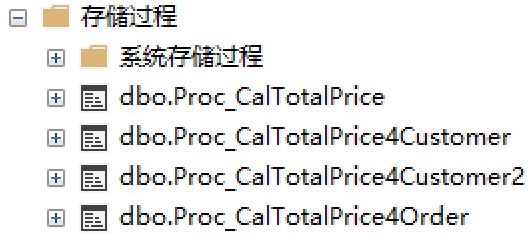 存储过程
系统存储过程
dbo.Proc_CalTotalPrice
dbo.Proc_CalTotalPrice4Customer
dbo.Proc_CalTotalPrice4Customer2
dbo.Proc_CalTotalPrice4Order